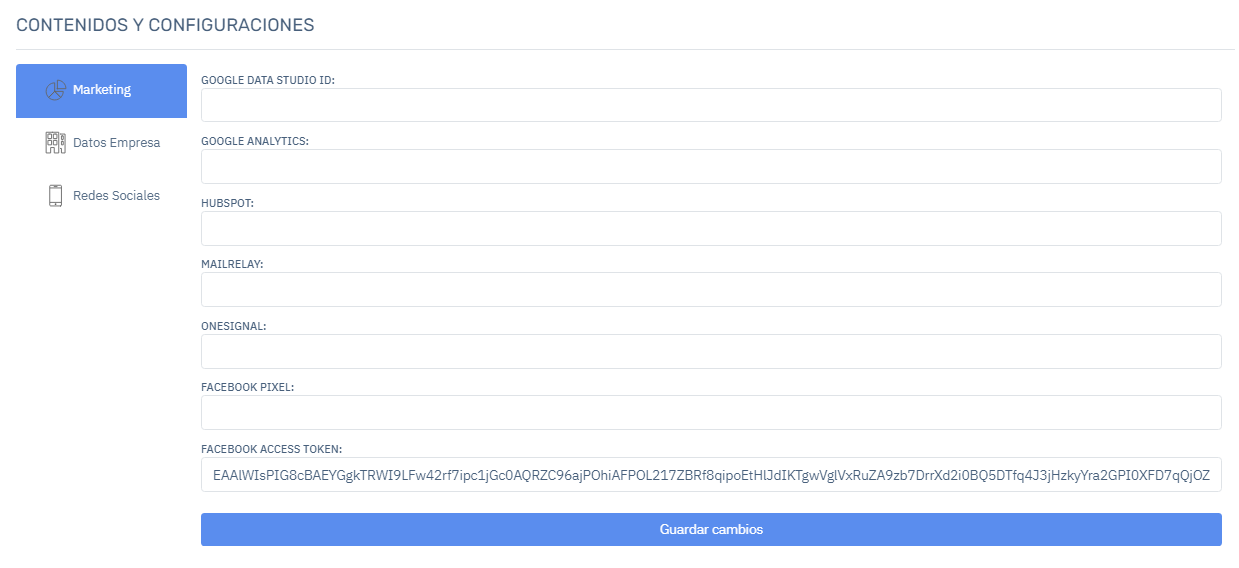 CONTENIDOS Y CONFIGURACIONES
Marketing
Datos Empresa
Redes Sociales
GOOGLE DATA STUDIO ID:
GOOGLE ANALYTICS:
HUBSPOT:
MAILRELAY:
ONESIGNAL:
FACEBOOK PIXEL:
FACEBOOK ACCESS TOKEN:
EAAlWIsPIG8cBAEYGgkTRWI9LFw42rf7ipc1jGc0AQRZC96ajPOhiAFPOL217ZBRf8qipoEtHlJdIKTgwVglVxRuZA9zb7DrrXd2i0BQ5DTfq4J3jHzkyYra2GPI0XFD7qQjOZ
Guardar cambios